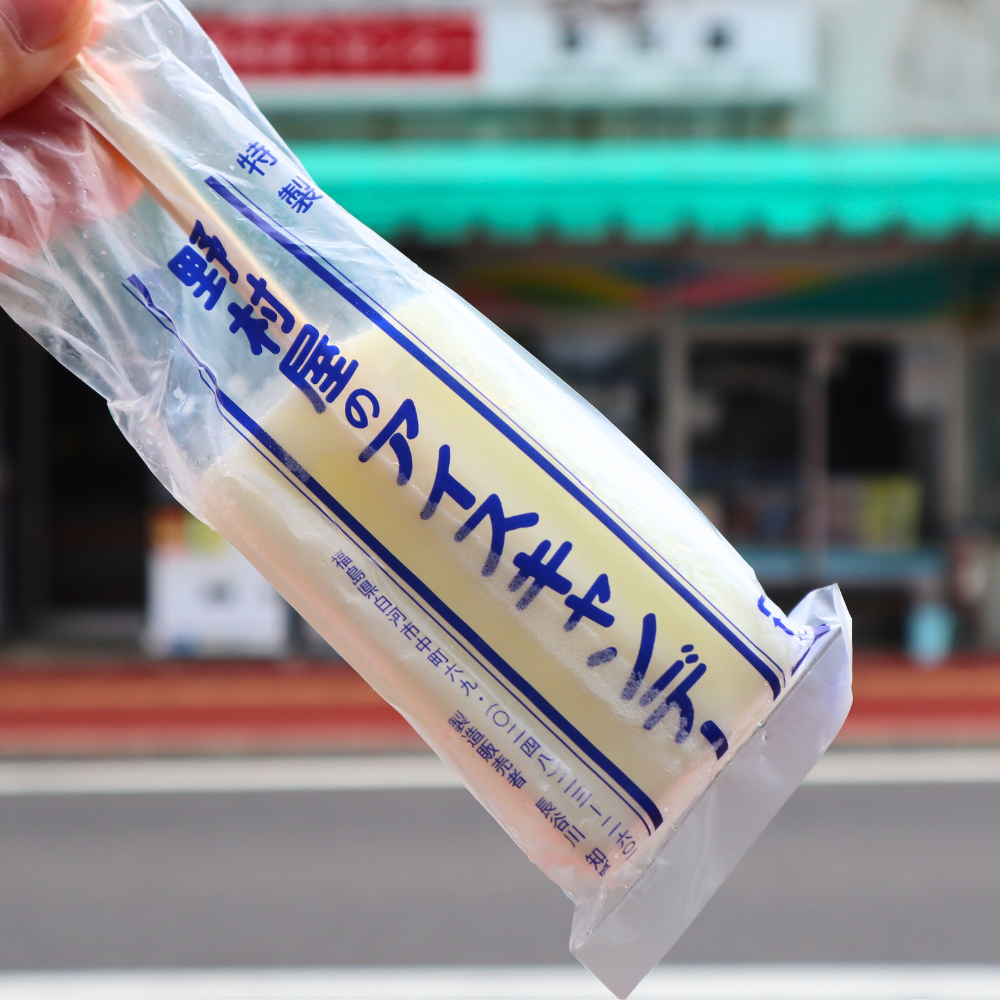 特製
野村屋のアイスキャンデー
福島県白河市中町六九・〇二四八(二三)一二六〇
製造販売者 長谷川